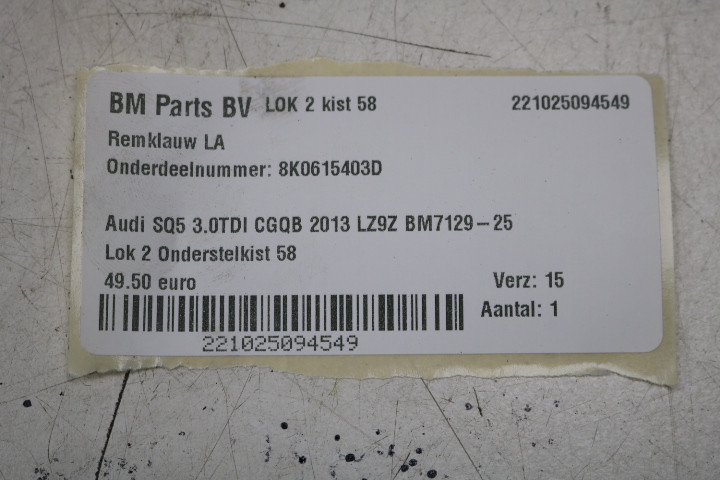 BM Parts BV LOK 2 kist 58 221025094549
Remklauw LA
Onderdeelnummer: 8K0615403D
Audi SQ5 3.0TDI CGQB 2013 LZ9Z BM7129-25
Lok 2 Onderstelkist 58
49.50 euro Verz: 15
Aantal: 1
221025094549